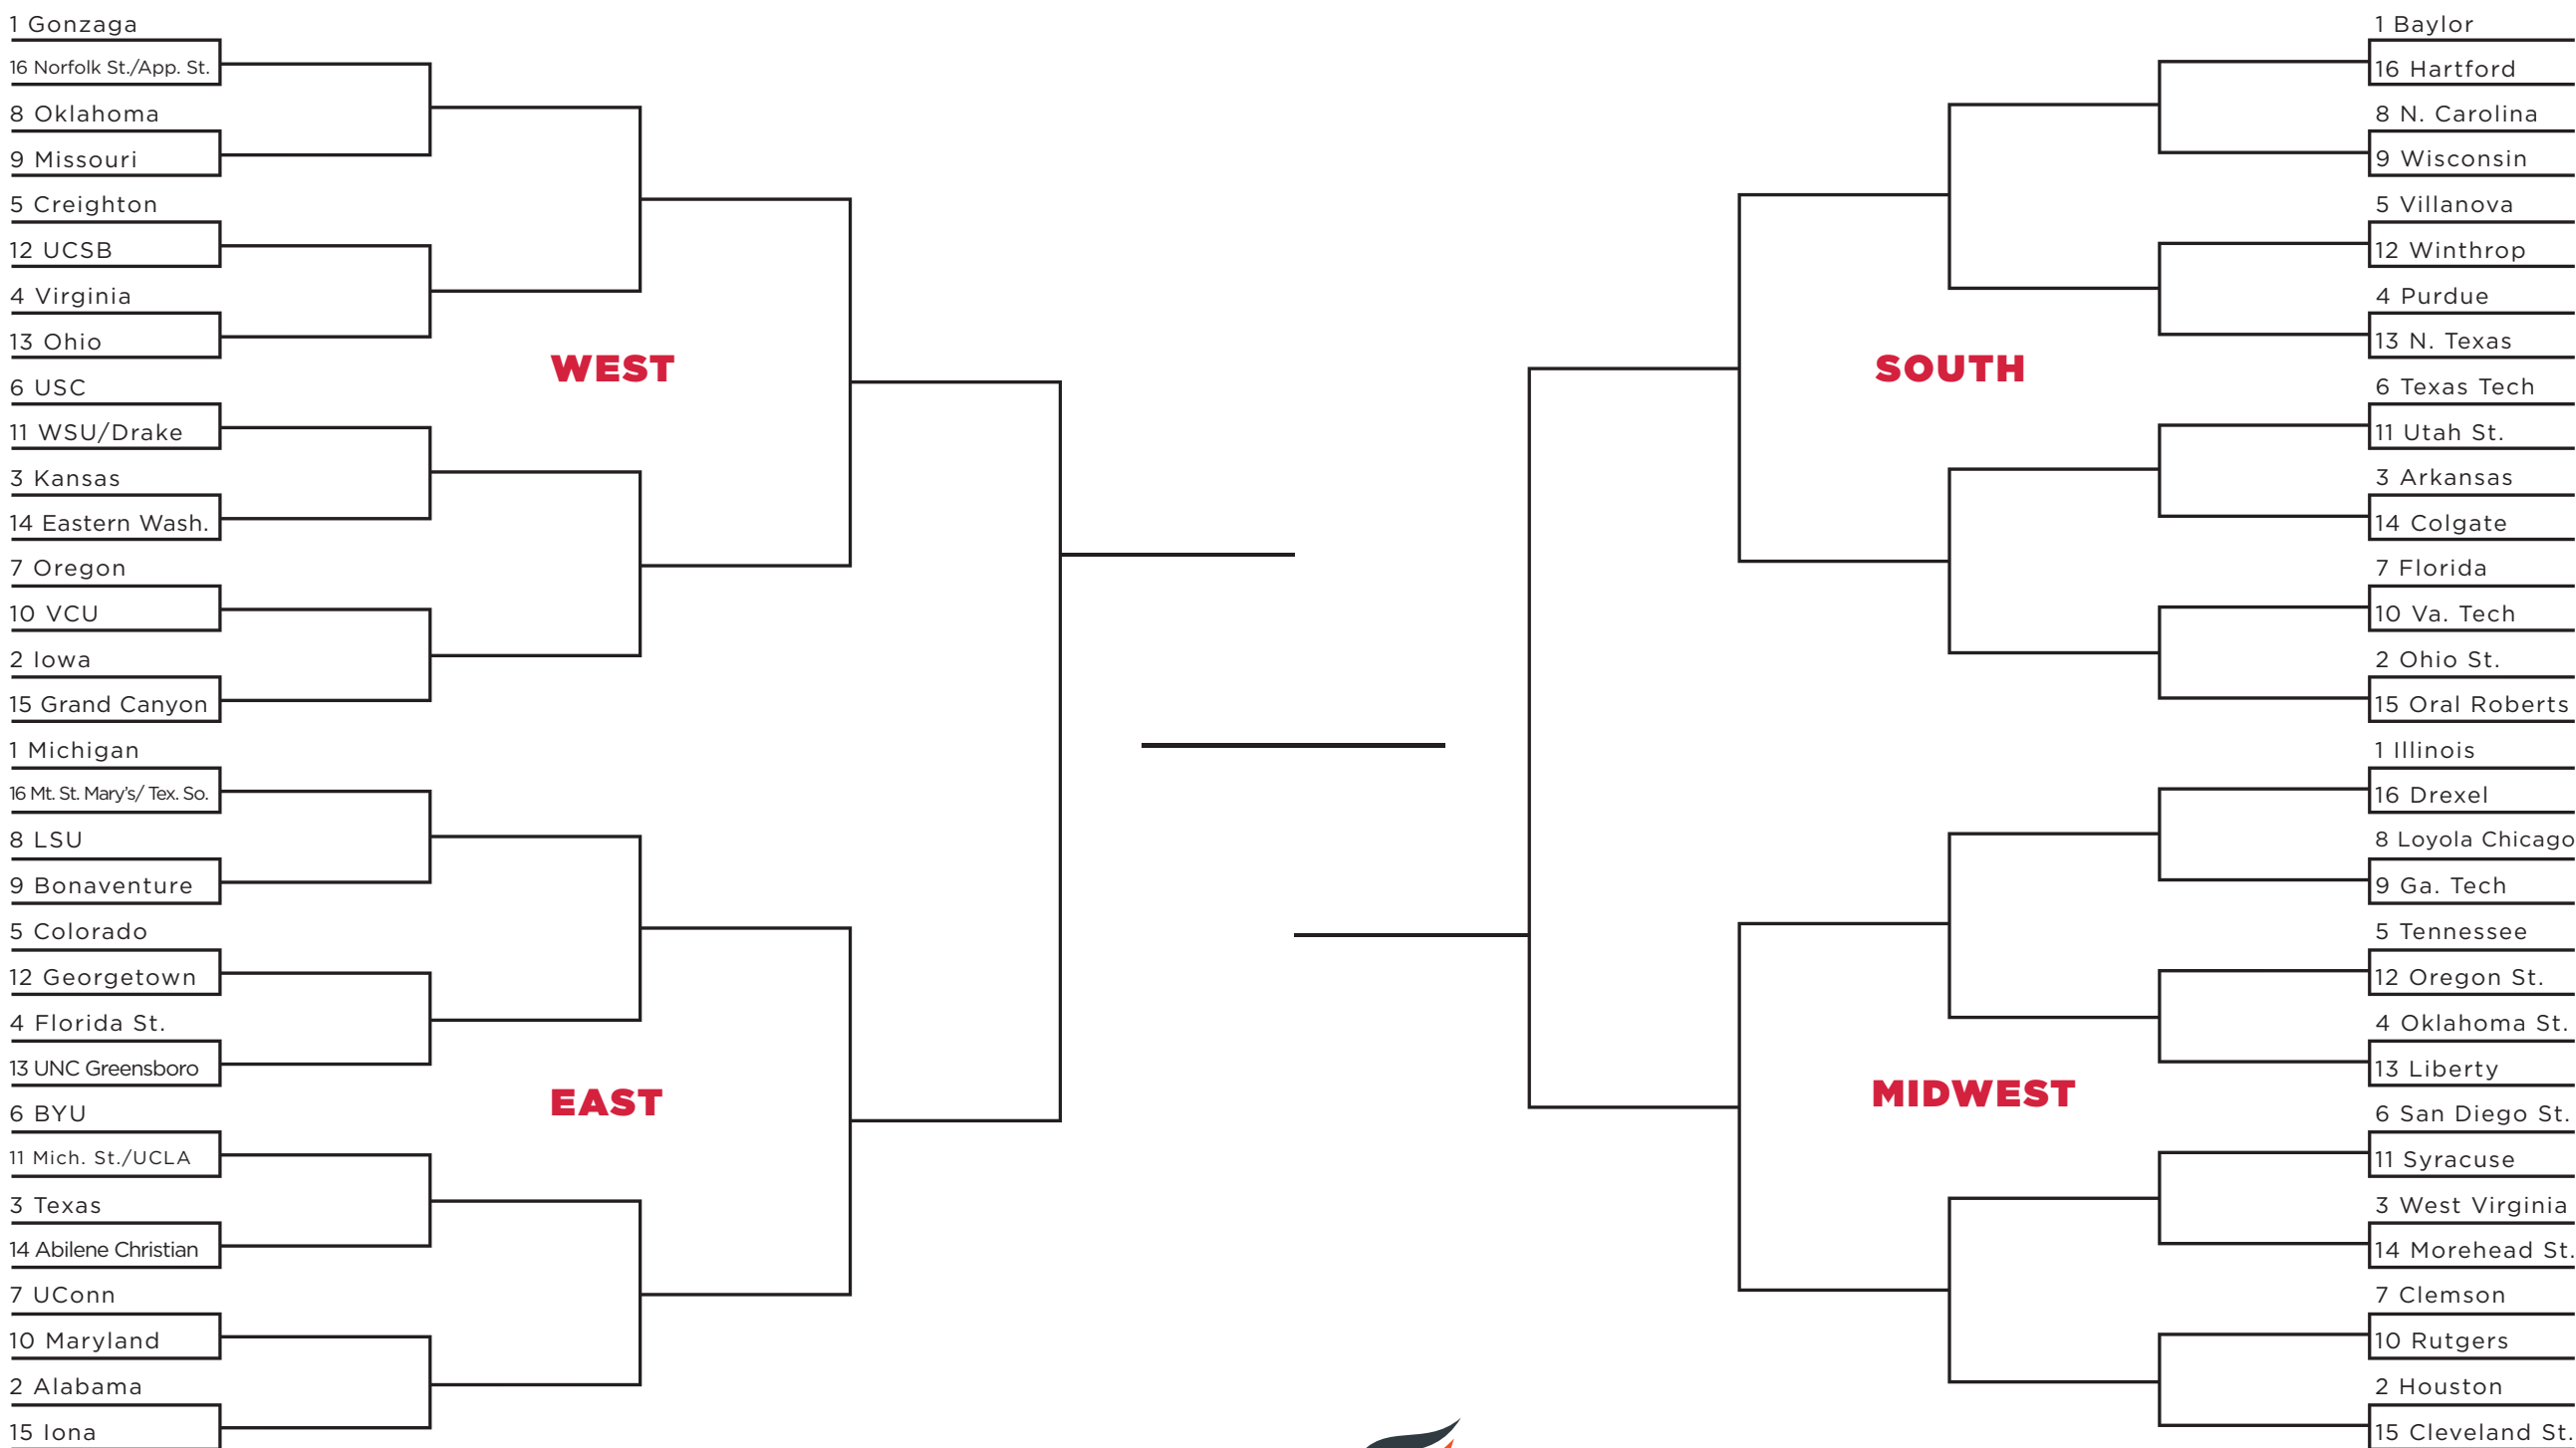 1 Gonzaga
16 Norfolk St./App. St.
8 Oklahoma
9 Missouri
5 Creighton
12 UCSB
4 Virginia
13 Ohio
6 USC
11 WSU/Drake
3 Kansas
14 Eastern Wash.
7 Oregon
10 VCU
2 Iowa
15 Grand Canyon
WEST
1 Michigan
16 Mt. St. Mary's/ Tex. So.
8 LSU
9 Bonaventure
5 Colorado
12 Georgetown
4 Florida St.
13 UNC Greensboro
6 BYU
11 Mich. St./UCLA
3 Texas
14 Abilene Christian
7 UConn
10 Maryland
2 Alabama
15 Iona
EAST
1 Baylor
16 Hartford
8 N. Carolina
9 Wisconsin
5 Villanova
12 Winthrop
4 Purdue
13 N. Texas
6 Texas Tech
11 Utah St.
3 Arkansas
14 Colgate
7 Florida
10 Va. Tech
2 Ohio St.
15 Oral Roberts
SOUTH
1 Illinois
16 Drexel
8 Loyola Chicago
9 Ga. Tech
5 Tennessee
12 Oregon St.
4 Oklahoma St.
13 Liberty
6 San Diego St.
11 Syracuse
3 West Virginia
14 Morehead St.
7 Clemson
10 Rutgers
2 Houston
15 Cleveland St.
MIDWEST